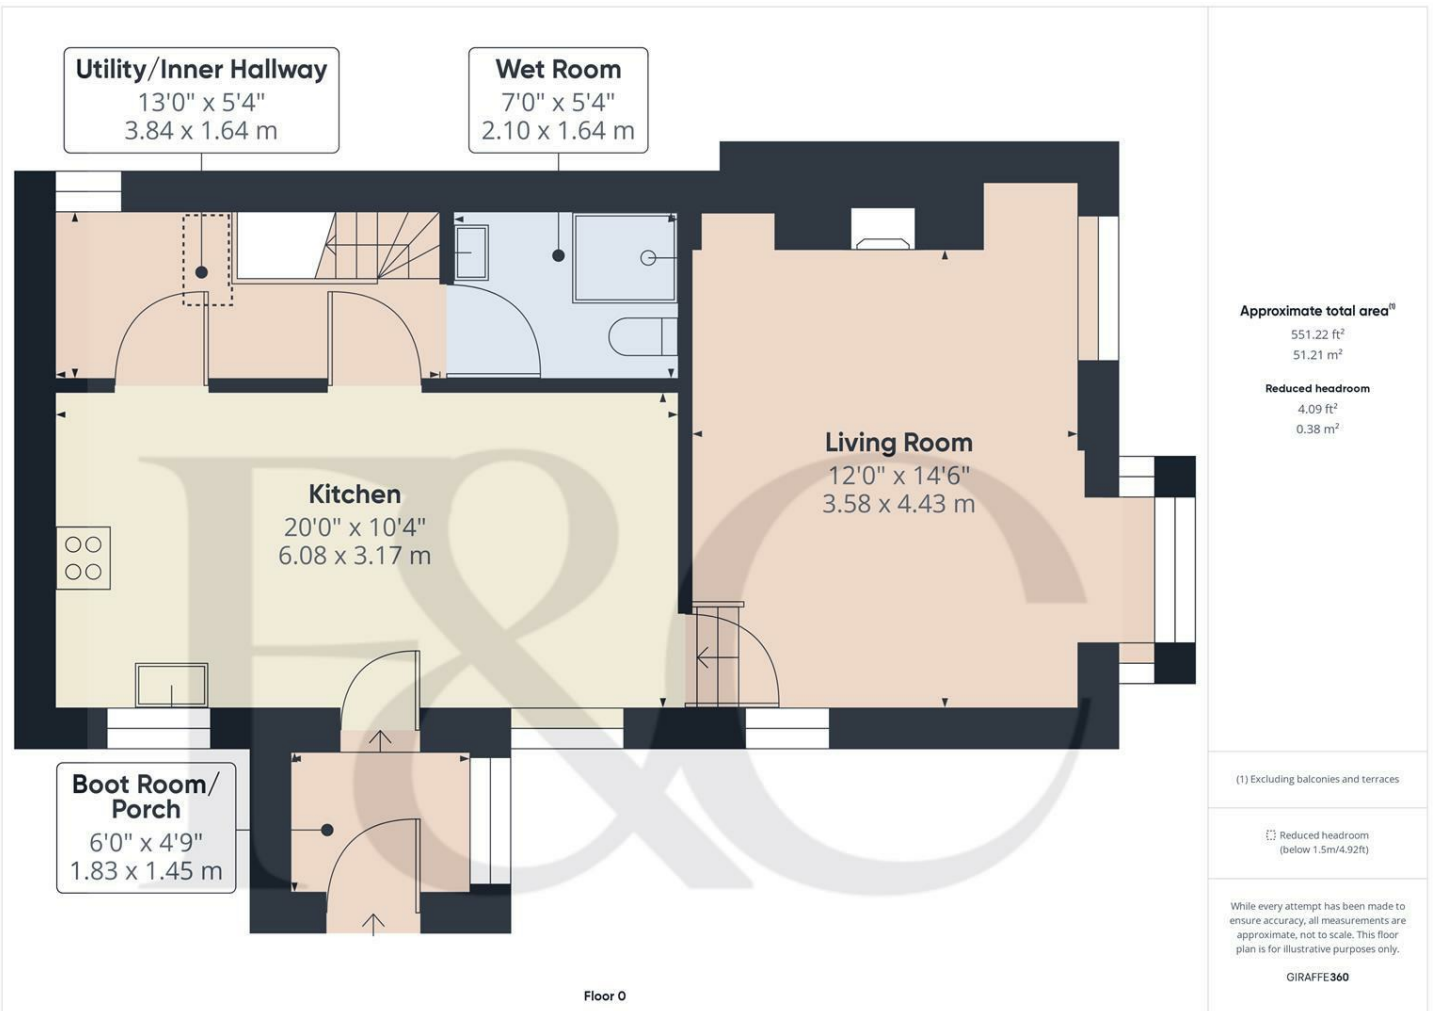 Utility/Inner Hallway
13'0" x 5'4"
3.84 x 1.64 m
Wet Room
7'0" x 5'4"
2.10 x 1.64 m
Living Room
12'0" x 14'6"
3.58 x 4.43 m
Kitchen
20'0" x 10'4"
6.08 x 3.17 m
Boot Room/
Porch
6'0" x 4'9"
1.83 x 1.45 m
F&C
Floor 0
Approximate total area(1)
551.22 ft²
51.21 m²
Reduced headroom
4.09 ft²
0.38 m²
(1) Excluding balconies and terraces
Reduced headroom
(below 1.5m/4.92ft)
While every attempt has been made to
ensure accuracy, all measurements are
approximate, not to scale. This floor
plan is for illustrative purposes only.
GIRAFFE360